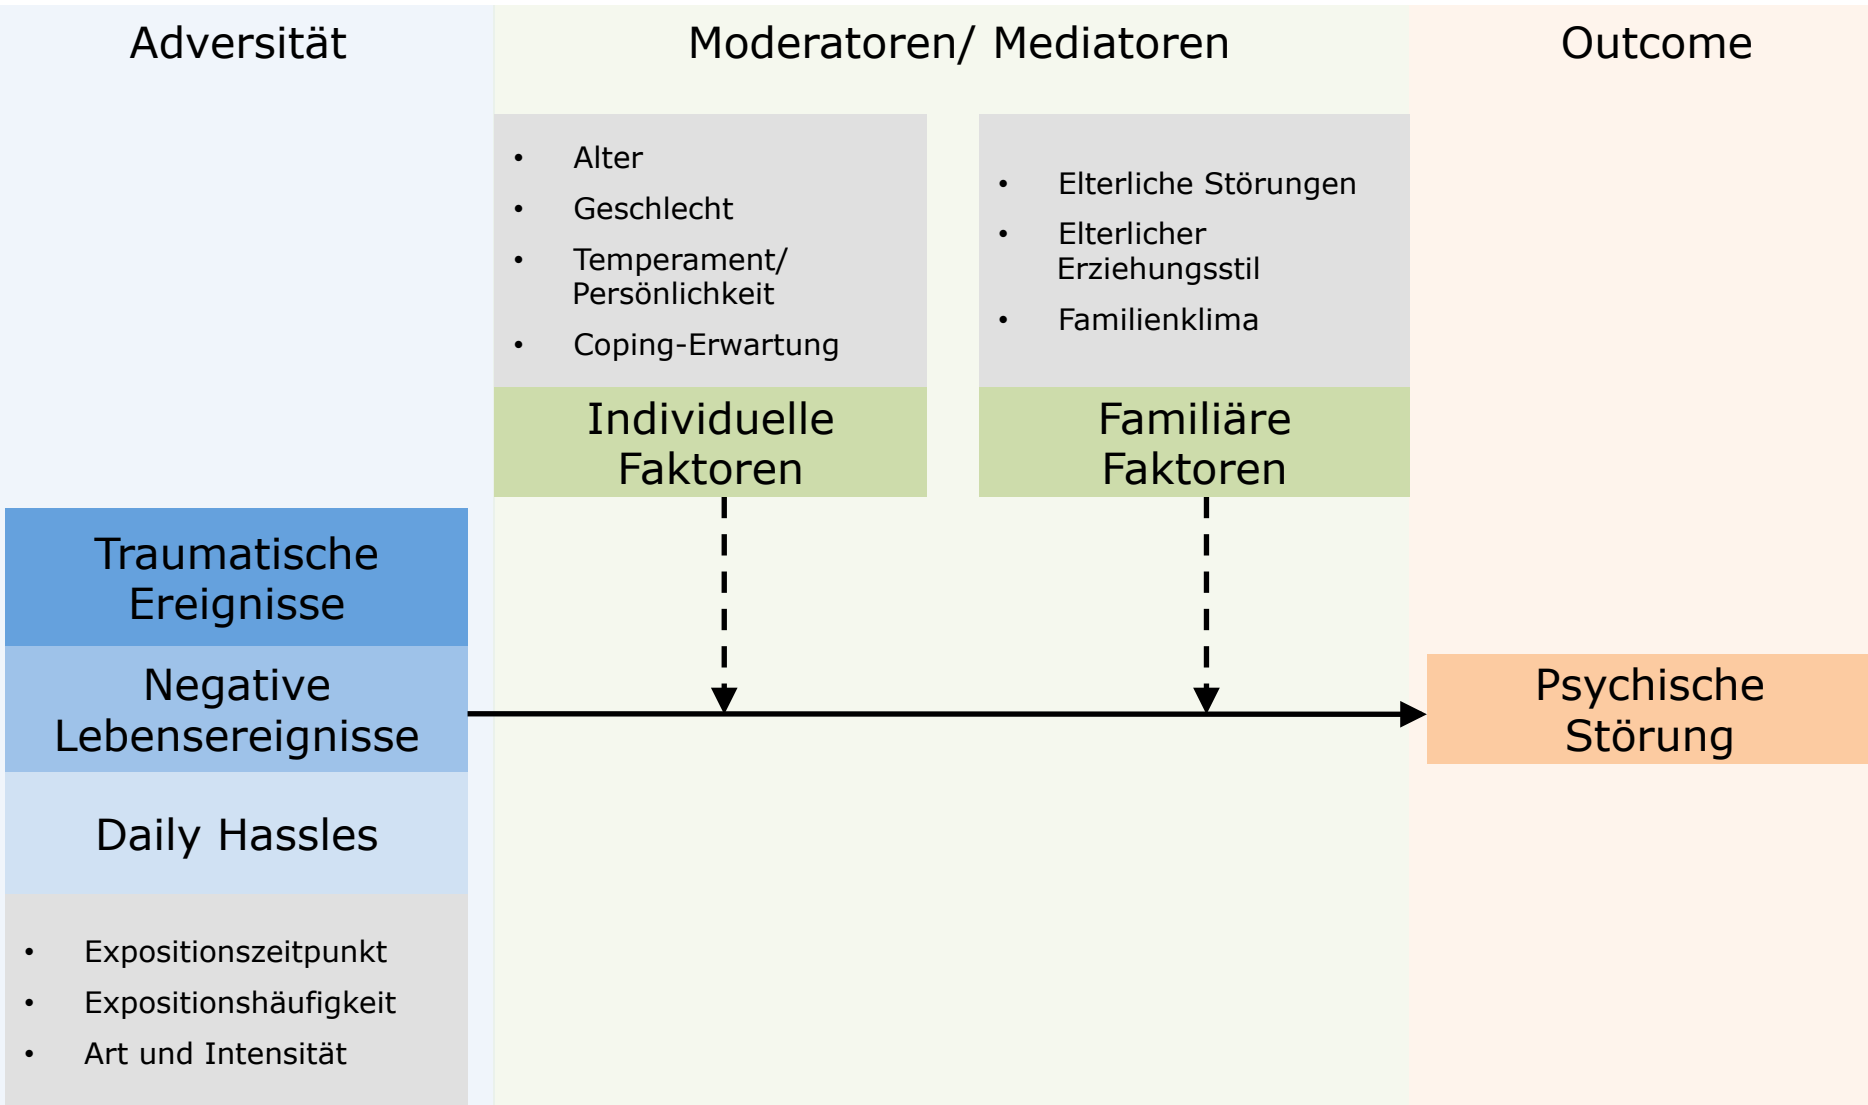 Adversität
Moderatoren/ Mediatoren
Outcome
• Alter
• Geschlecht
• Temperament/
Persönlichkeit
• Coping-Erwartung
Individuelle
Faktoren
• Elterliche Störungen
• Elterlicher
Erziehungsstil
• Familienklima
Familiäre
Faktoren
Traumatische
Ereignisse
Negative
Lebensereignisse
Daily Hassles
• Expositionszeitpunkt
• Expositionshäufigkeit
• Art und Intensität
Psychische
Störung